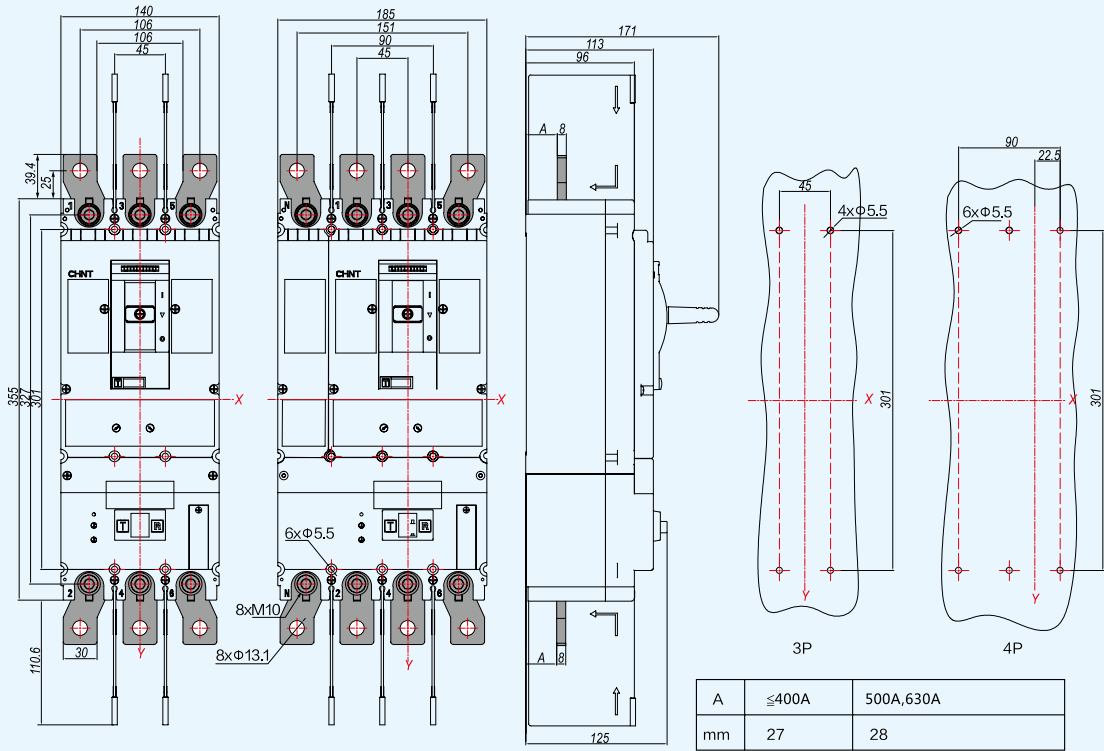 140
106
106
45
185
151
90
45
171
113
96
A 8
39.4
25
1 3 5
N 1 3 5
CHNT
CHNT
I
O
I
O
T
T
355
327
301
X
X
T R
T R
6xΦ5.5
2 4 6
N 2 4 6
8xM10
8xΦ13.1
110.6
30
Y
Y
A 8
125
90
22.5
45
4xΦ5.5
6xΦ5.5
301
301
X
X
Y
Y
3P
4P
A ≦400A 500A,630A
mm 27 28